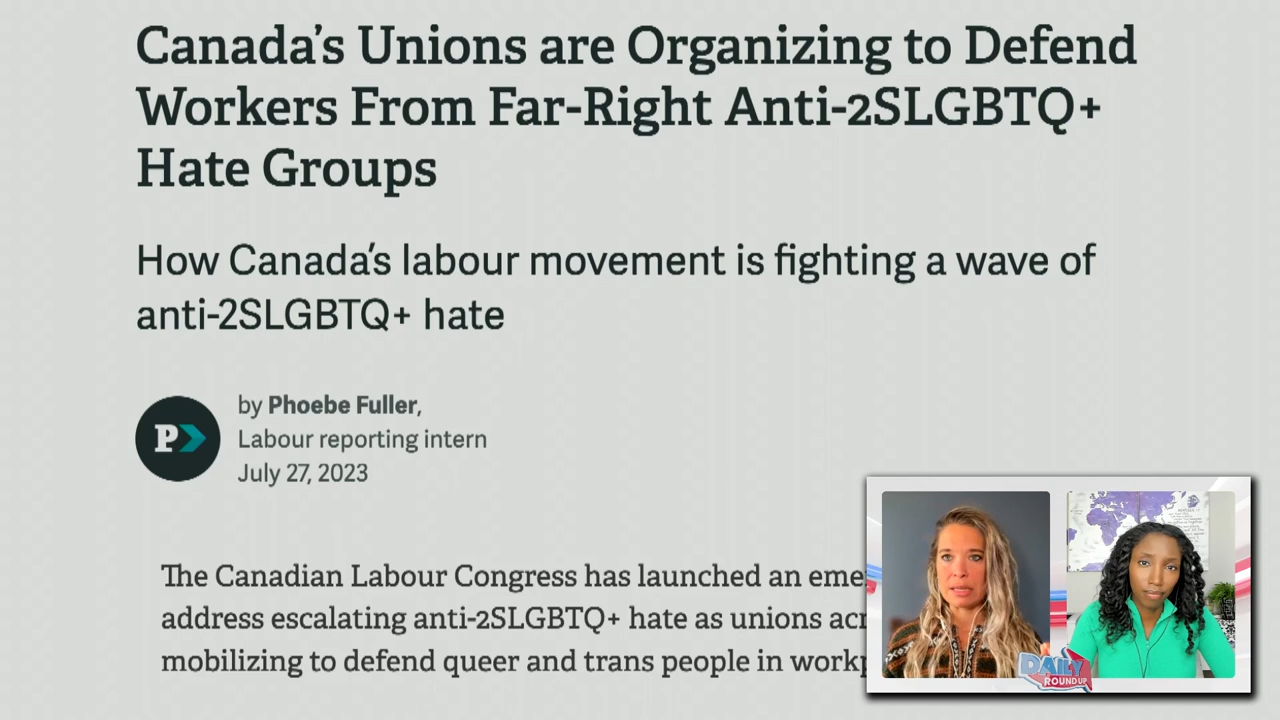 Canada’s Unions are Organizing to Defend
Workers From Far-Right Anti-2SLGBTQ+
Hate Groups
How Canada’s labour movement is fighting a wave of
anti-2SLGBTQ+ hate
P
by Phoebe Fuller,
Labour reporting intern
July 27, 2023
The Canadian Labour Congress has launched an
address escalating anti-2SLGBTQ+ hate as unions
mobilizing to defend queer and trans people in
DAILY
ROUNDUP